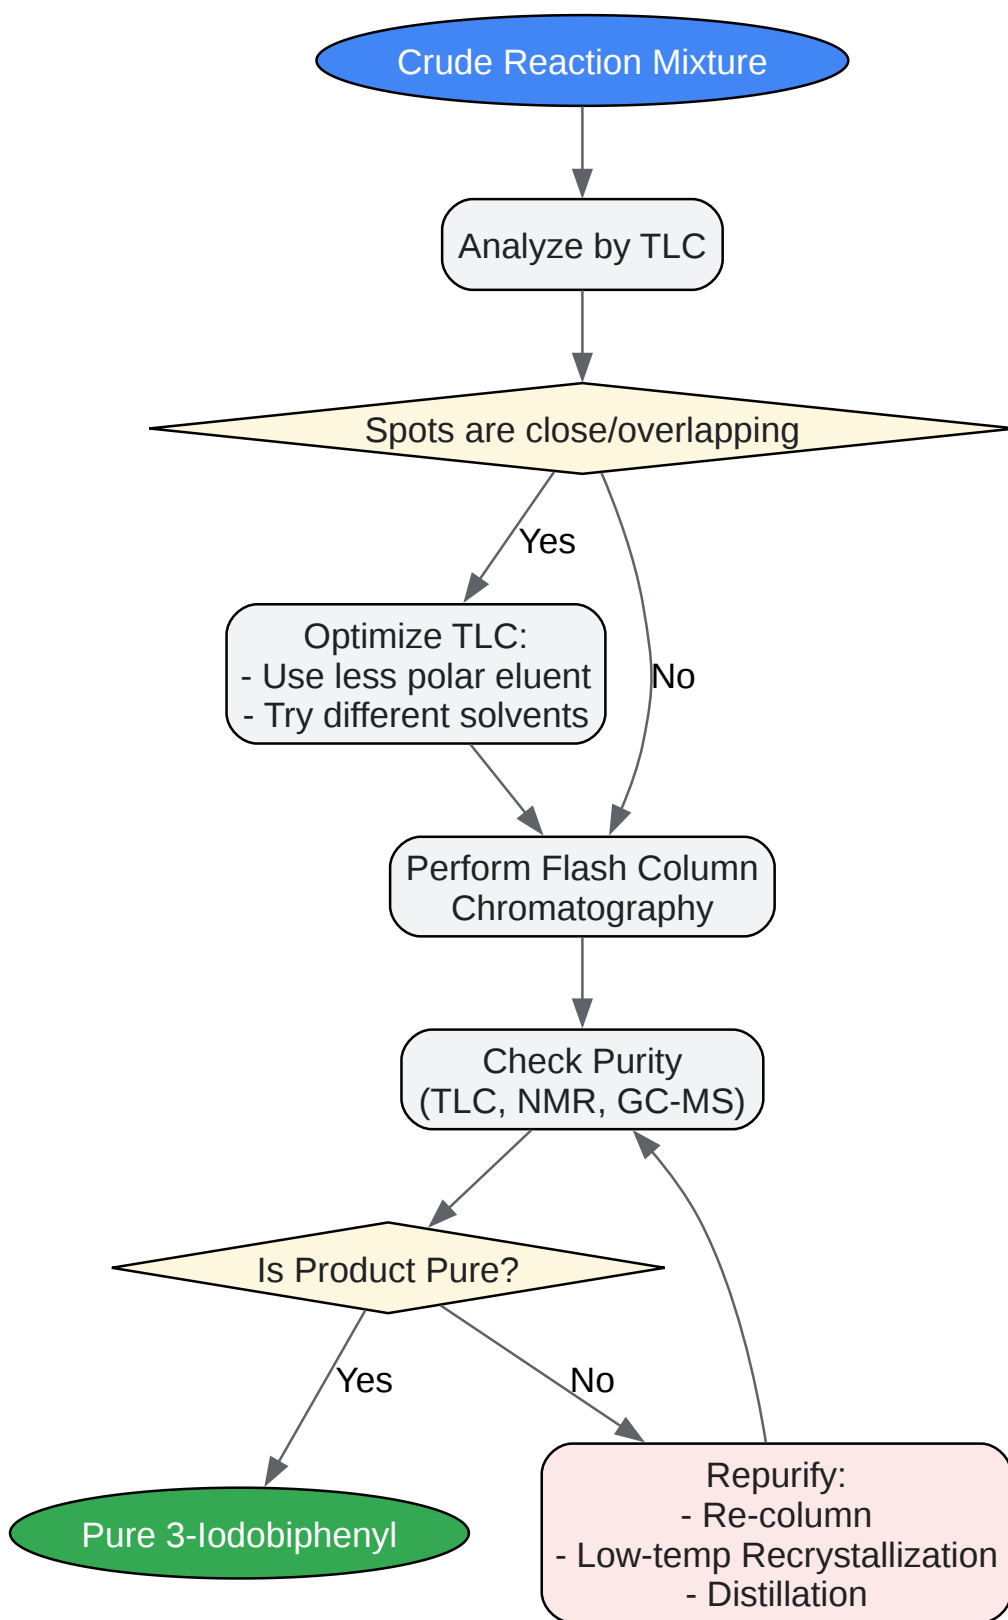 Crude Reaction Mixture
Analyze by TLC
Spots are close/overlapping
Yes
No
Optimize TLC:
- Use less polar eluent
- Try different solvents
Perform Flash Column
Chromatography
Check Purity
(TLC, NMR, GC-MS)
Is Product Pure?
Yes
No
Pure 3-Iodobiphenyl
Repurify:
- Re-column
- Low-temp Recrystallization
- Distillation